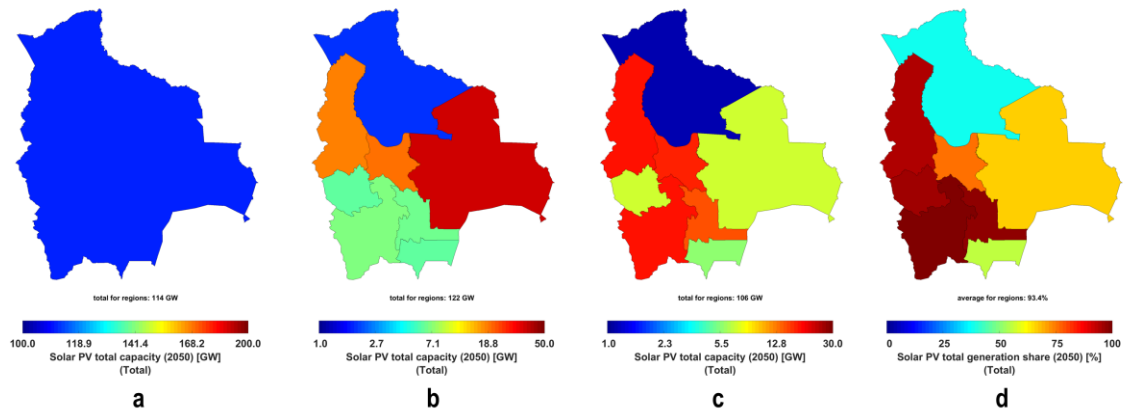 total for regions: 114 GW
100.0 118.9 141.4 168.2 200.0
Solar PV total capacity (2050) [GW]
(Total)
a
total for regions: 122 GW
1.0 2.7 7.1 18.8 50.0
Solar PV total capacity (2050) [GW]
(Total)
b
total for regions: 106 GW
1.0 2.3 5.5 12.8 30.0
Solar PV total capacity (2050) [GW]
(Total)
c
average for regions: 93.4%
0 25 50 75 100
Solar PV total generation share (2050) [%]
(Total)
d